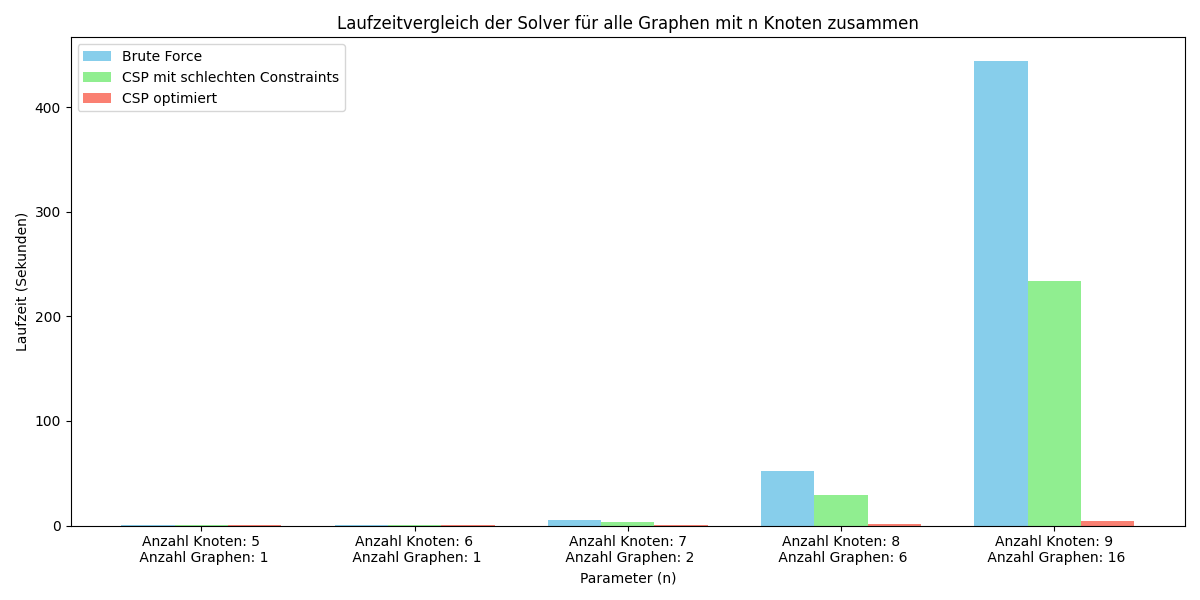 Laufzeitvergleich der Solver für alle Graphen mit n Knoten zusammen
Brute Force
CSP mit schlechten Constraints
CSP optimiert
Laufzeit (Sekunden)
400
300
200
100
0
Anzahl Knoten: 5
Anzahl Graphen: 1
Anzahl Knoten: 6
Anzahl Graphen: 1
Anzahl Knoten: 7
Anzahl Graphen: 2
Anzahl Knoten: 8
Anzahl Graphen: 6
Anzahl Knoten: 9
Anzahl Graphen: 16
Parameter (n)